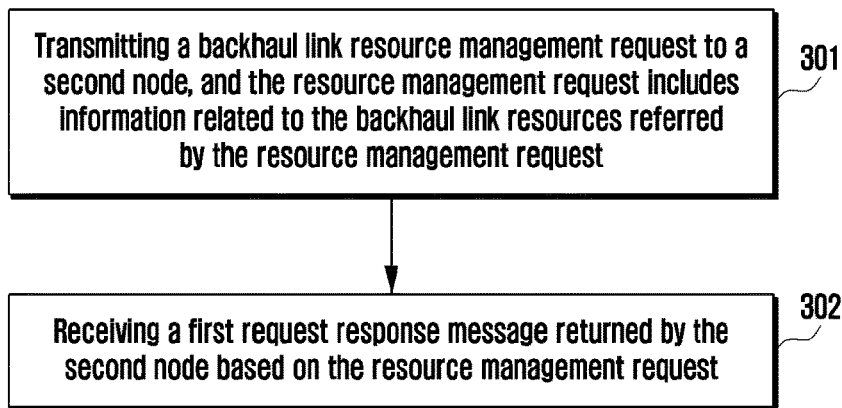 Transmitting a backhaul link resource management request to a
second node, and the resource management request includes
information related to the backhaul link resources referred
by the resource management request
301
Receiving a first request response message returned by the
second node based on the resource management request
302